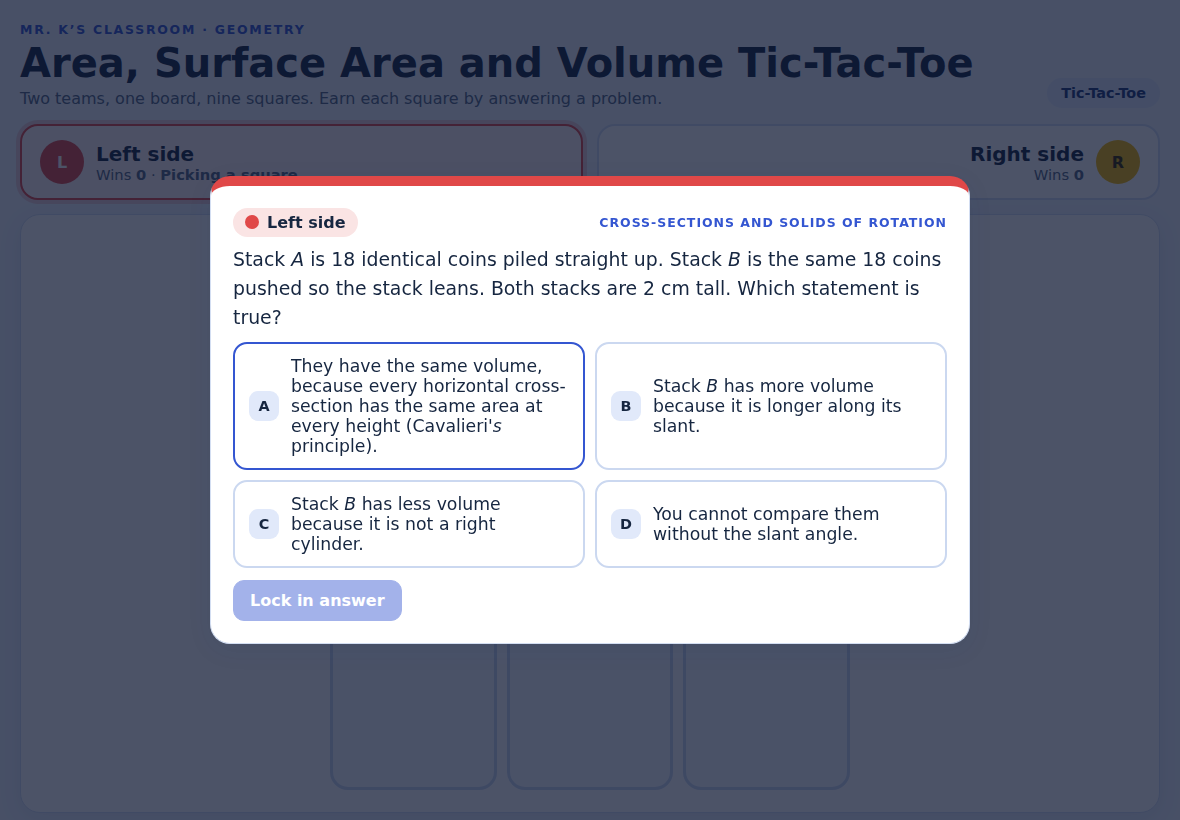 MR. K'S CLASSROOM · GEOMETRY
Area, Surface Area and Volume Tic-Tac-Toe
Two teams, one board, nine squares. Earn each square by answering a problem.
Tic-Tac-Toe
L
Left side
Wins 0 · Picking a square
Right side
Wins 0
R
Left side
CROSS-SECTIONS AND SOLIDS OF ROTATION
Stack A is 18 identical coins piled straight up. Stack B is the same 18 coins
pushed so the stack leans. Both stacks are 2 cm tall. Which statement is
true?
A
They have the same volume,
because every horizontal cross-
section has the same area at
every height (Cavalieri's
principle).
B
Stack B has more volume
because it is longer along its
slant.
C
Stack B has less volume
because it is not a right
cylinder.
D
You cannot compare them
without the slant angle.
Lock in answer